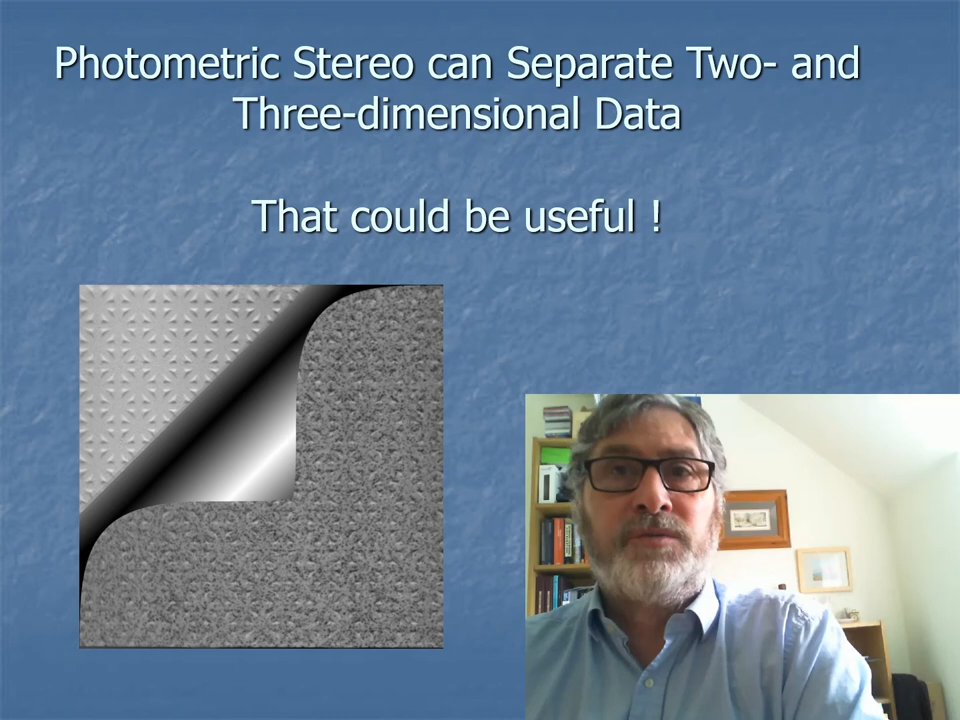 Photometric Stereo can Separate Two- and
Three-dimensional Data
That could be useful !